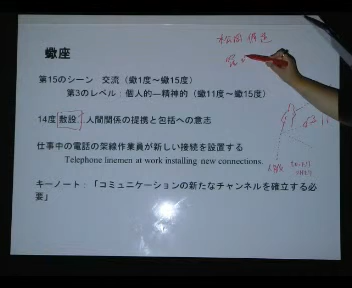 蠍座
第15のシーン 交流(蠍1度~蠍15度)
第3のレベル:個人的―精神的(蠍11度~蠍15度)
14度 敷設:人間関係の提携と包括への意志
仕事中の電話の架線作業員が新しい接続を設置する
Telephone linemen at work installing new connections.
キーノート:「コミュニケーションの新たなチャンネルを確立する必
要」